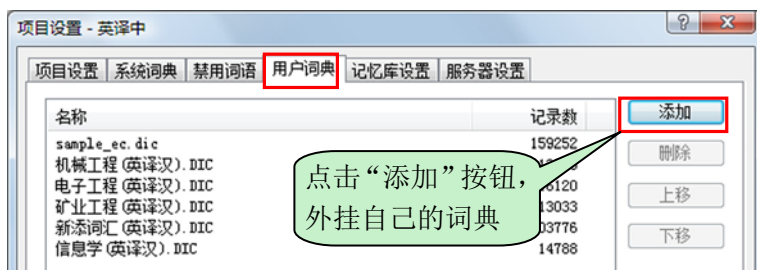 项目设置 - 英译中
项目设置 系统词典 禁用词语 用户词典 记忆库设置 服务器设置
名称 记录数 添加
sample_ec.dic 159252
机械工程(英译汉).DIC
电子工程(英译汉).DIC
矿业工程(英译汉).DIC
新添词汇(英译汉).DIC
信息学(英译汉).DIC 14788
点击“添加”按钮，
外挂自己的词典
删除
上移
下移